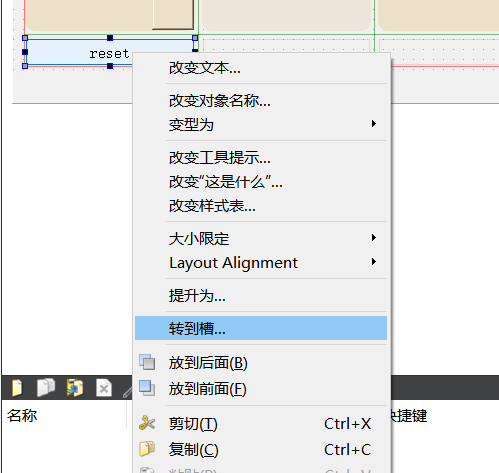 reset
改变文本...
改变对象名称...
变型为
改变工具提示...
改变“这是什么”...
改变样式表...
大小限定
Layout Alignment
提升为...
转到槽...
放到后面(B)
放到前面(F)
名称
快捷键
剪切(T) Ctrl+X
复制(C) Ctrl+C